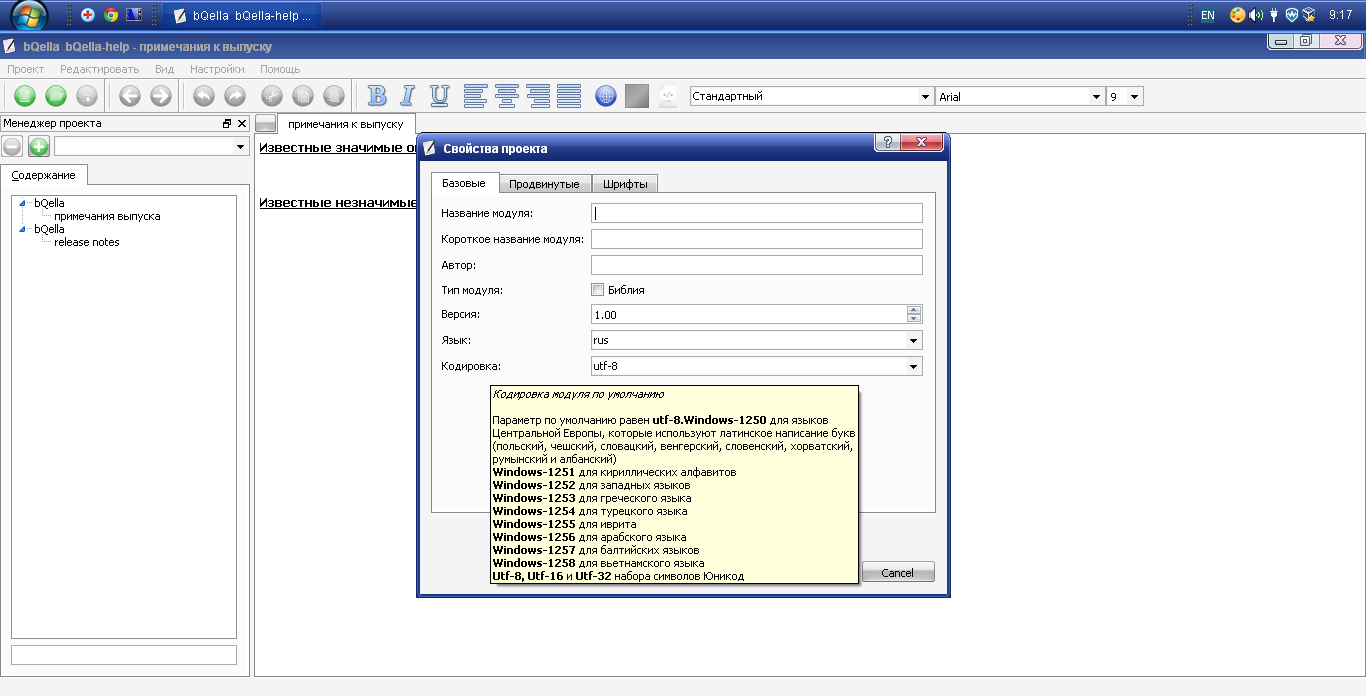 bQella bQella-help ...
EN
9:17
bQella bQella-help - примечания к выпуску
Проект Редактировать Вид Настройки Помощь
B I U
Стандартный
Arial
9
Менеджер проекта
примечания к выпуску
Содержание
bQella
примечания выпуска
bQella
release notes
Известные значимые
Известные незначимые
Свойства проекта
?
Базовые Продвинутые Шрифты
Название модуля:
Короткое название модуля:
Автор:
Тип модуля: Библия
Версия: 1.00
Язык: rus
Кодировка: utf-8
Кодировка модуля по умолчанию
Параметр по умолчанию равен utf-8.Windows-1250 для языков
Центральной Европы, которые используют латинское написание букв
(польский, чешский, словацкий, венгерский, словенский, хорватский,
румынский и албанский)
Windows-1251 для кириллических алфавитов
Windows-1252 для западных языков
Windows-1253 для греческого языка
Windows-1254 для турецкого языка
Windows-1255 для иврита
Windows-1256 для арабского языка
Windows-1257 для балтийских языков
Windows-1258 для вьетнамского языка
Utf-8, Utf-16 и Utf-32 набора символов Юникод
Cancel